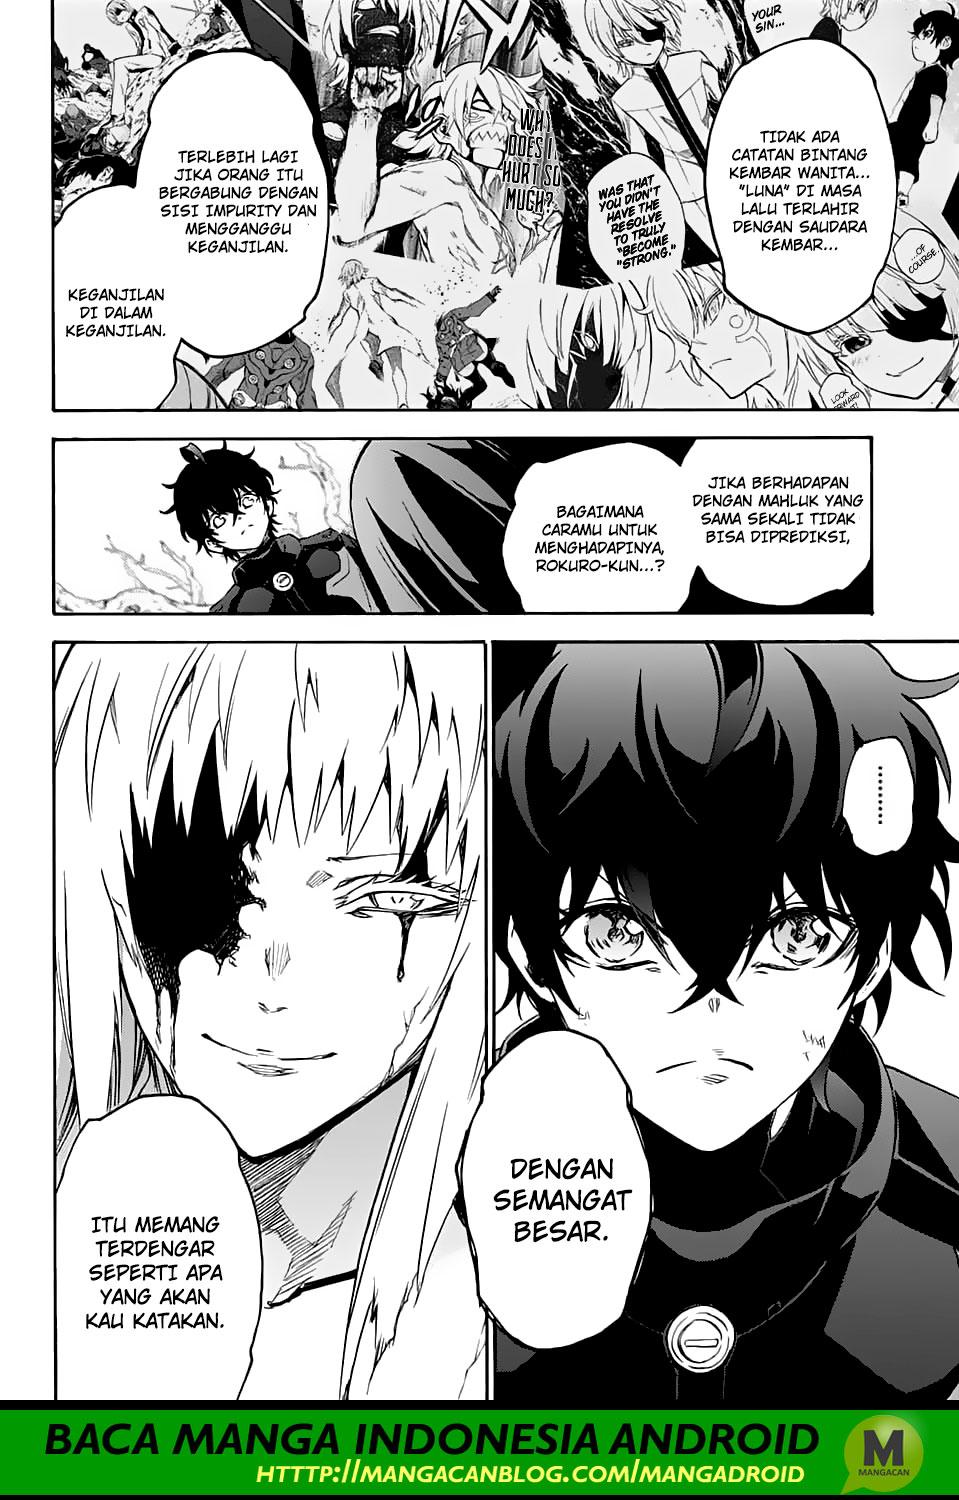 YOUR
SIN...
TIDAK ADA
CATATAN BINTANG
KEMBAR WANITA...
"LUNA" DI MASA
LALU TERLAHIR
DENGAN SAUDARA
KEMBAR...
...OF
COURSE.
WAS THAT
YOU DIDN'T
HAVE THE
RESOLVE
TO TRULY
"BECOME
"STRONG."
WHY
DOES I
HURT SO
MUCH?
LOOK
TERLEBIH LAGI
JIKA ORANG ITU
BERGABUNG DENGAN
SISI IMPURITY DAN
MENGGANGGU
KEGANJILAN.
KEGANJILAN
DI DALAM
KEGANJILAN.
JIKA BERHADAPAN
DENGAN MAHLUK YANG
SAMA SEKALI TIDAK
BISA DIPREDIKSI,
BAGAIMANA
CARAMU UNTUK
MENGHADAPINYA,
ROKURO-KUN...?
.........
DENGAN
SEMANGAT
BESAR.
ITU MEMANG
TERDENGAR
SEPERTI APA
YANG AKAN
KAU KATAKAN.
BACA MANGA INDONESIA ANDROID
HTTTP://MANGACANBLOG.COM/MANGADROID
M
MANGACAN